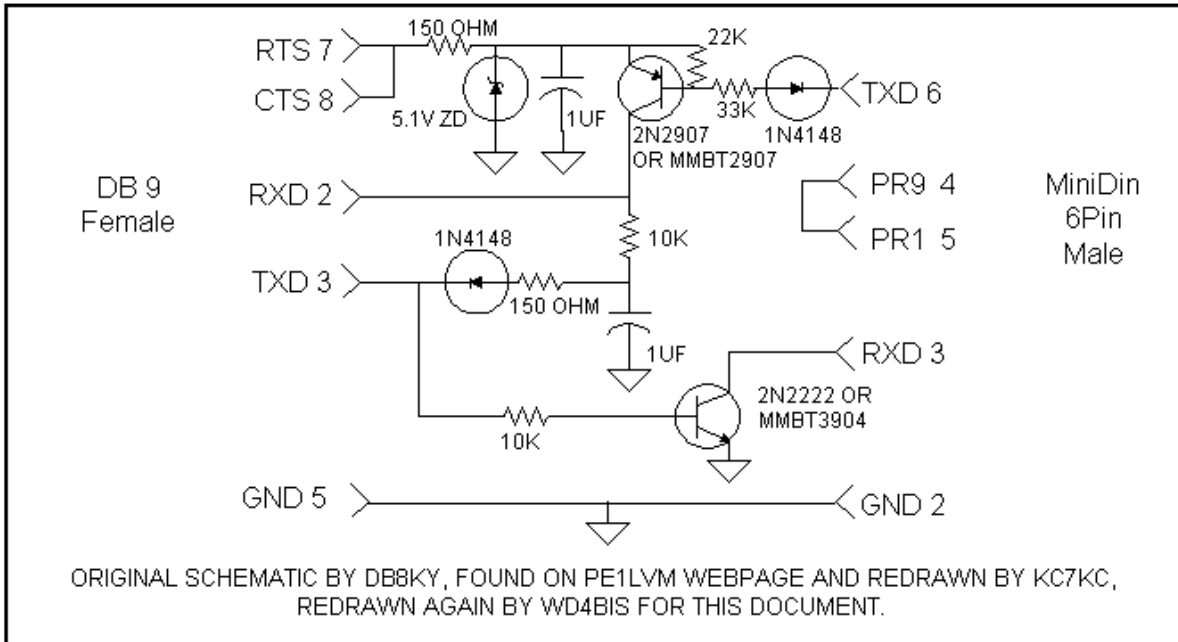 150 OHM
RTS 7
22K
CTS 8
5.1V ZD
1UF
33K
TXD 6
2N2907
OR MMBT2907
1N4148
DB 9
Female
RXD 2
PR9 4
PR1 5
MiniDin
6Pin
Male
1N4148
10K
TXD 3
150 OHM
1UF
RXD 3
2N2222 OR
MMBT3904
10K
GND 5
GND 2
ORIGINAL SCHEMATIC BY DB8KY, FOUND ON PE1LVM WEBPAGE AND REDRAWN BY KC7KC,
REDRAWN AGAIN BY WD4BIS FOR THIS DOCUMENT.